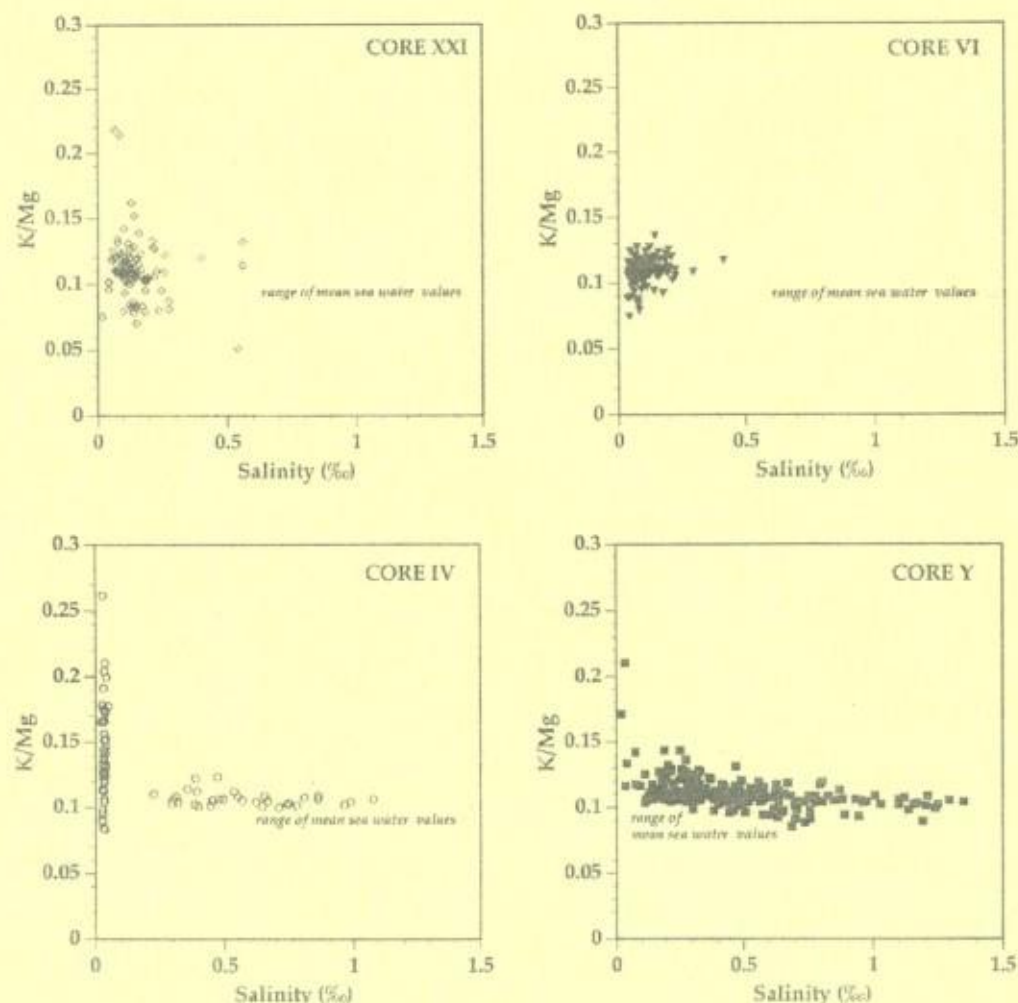 CORE XXI
0.3
0.25
0.2
0.15
0.1
0.05
0
K/Mg
range of mean sea water values
0
0.5
1
1.5
Salinity (‰)
CORE VI
0.3
0.25
0.2
0.15
0.1
0.05
0
K/Mg
range of mean sea water values
0
0.5
1
1.5
Salinity (‰)
CORE IV
0.3
0.25
0.2
0.15
0.1
0.05
0
K/Mg
range of mean sea water values
0
0.5
1
1.5
Salinity (‰)
CORE Y
0.3
0.25
0.2
0.15
0.1
0.05
0
K/Mg
range of
mean sea water values
0
0.5
1
1.5
Salinity (‰)